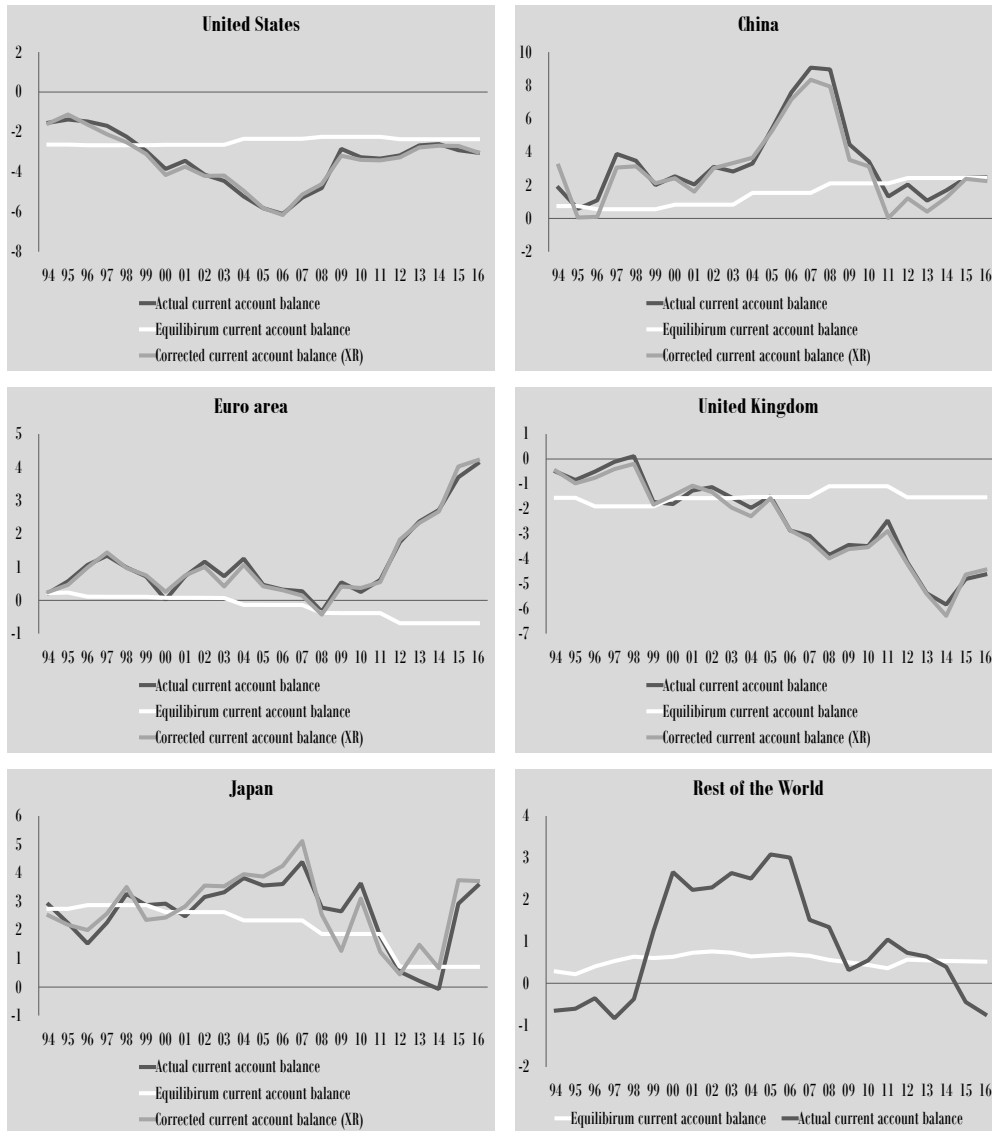 United States
2
0
-2
-4
-6
-8
94 95 96 97 98 99 00 01 02 03 04 05 06 07 08 09 10 11 12 13 14 15 16
Actual current account balance
Equilibirum current account balance
Corrected current account balance (XR)
China
10
8
6
4
2
0
-2
94 95 96 97 98 99 00 01 02 03 04 05 06 07 08 09 10 11 12 13 14 15 16
Actual current account balance
Equilibirum current account balance
Corrected current account balance (XR)
Euro area
5
4
3
2
1
0
-1
94 95 96 97 98 99 00 01 02 03 04 05 06 07 08 09 10 11 12 13 14 15 16
Actual current account balance
Equilibirum current account balance
Corrected current account balance (XR)
United Kingdom
1
0
-1
-2
-3
-4
-5
-6
-7
94 95 96 97 98 99 00 01 02 03 04 05 06 07 08 09 10 11 12 13 14 15 16
Actual current account balance
Equilibirum current account balance
Corrected current account balance (XR)
Japan
6
5
4
3
2
1
0
-1
94 95 96 97 98 99 00 01 02 03 04 05 06 07 08 09 10 11 12 13 14 15 16
Actual current account balance
Equilibirum current account balance
Corrected current account balance (XR)
Rest of the World
4
3
2
1
0
-1
-2
94 95 96 97 98 99 00 01 02 03 04 05 06 07 08 09 10 11 12 13 14 15 16
Equilibirum current account balance Actual current account balance